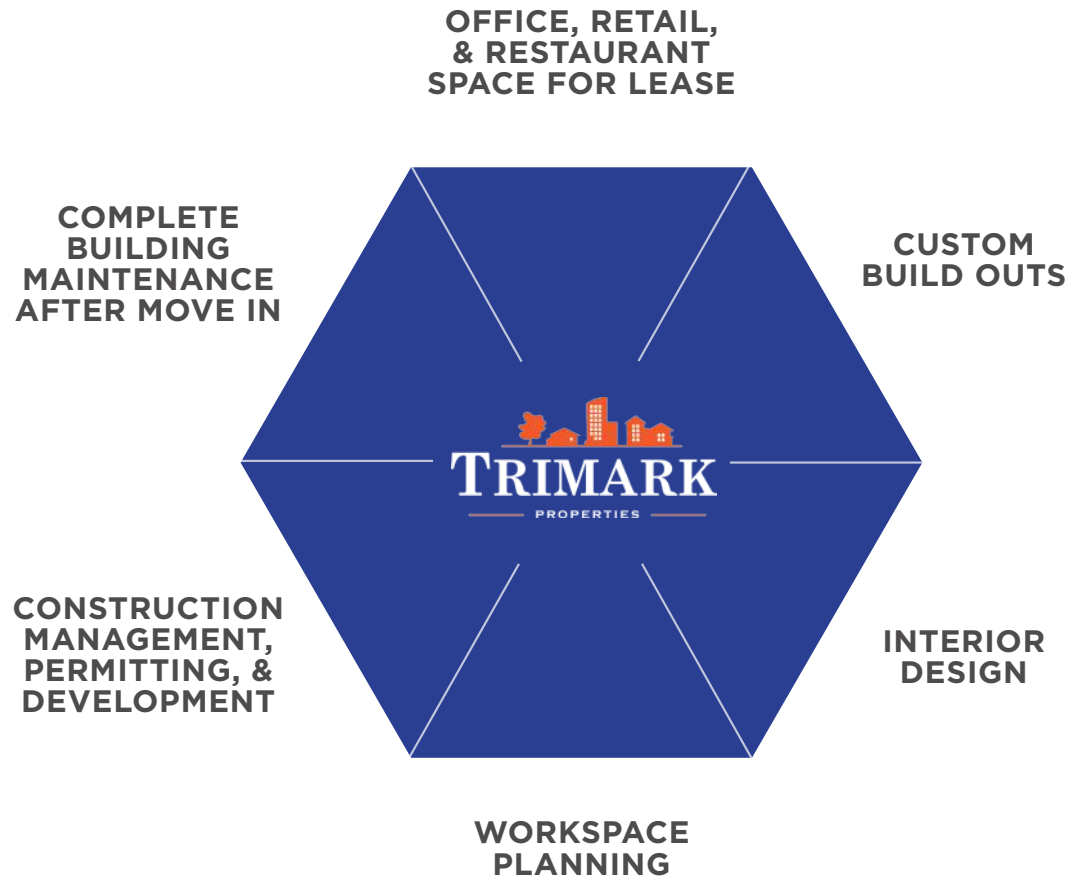 OFFICE, RETAIL,
& RESTAURANT
SPACE FOR LEASE
COMPLETE
BUILDING
MAINTENANCE
AFTER MOVE IN
CUSTOM
BUILD OUTS
TRIMARK
PROPERTIES
CONSTRUCTION
MANAGEMENT,
PERMITTING, &
DEVELOPMENT
INTERIOR
DESIGN
WORKSPACE
PLANNING